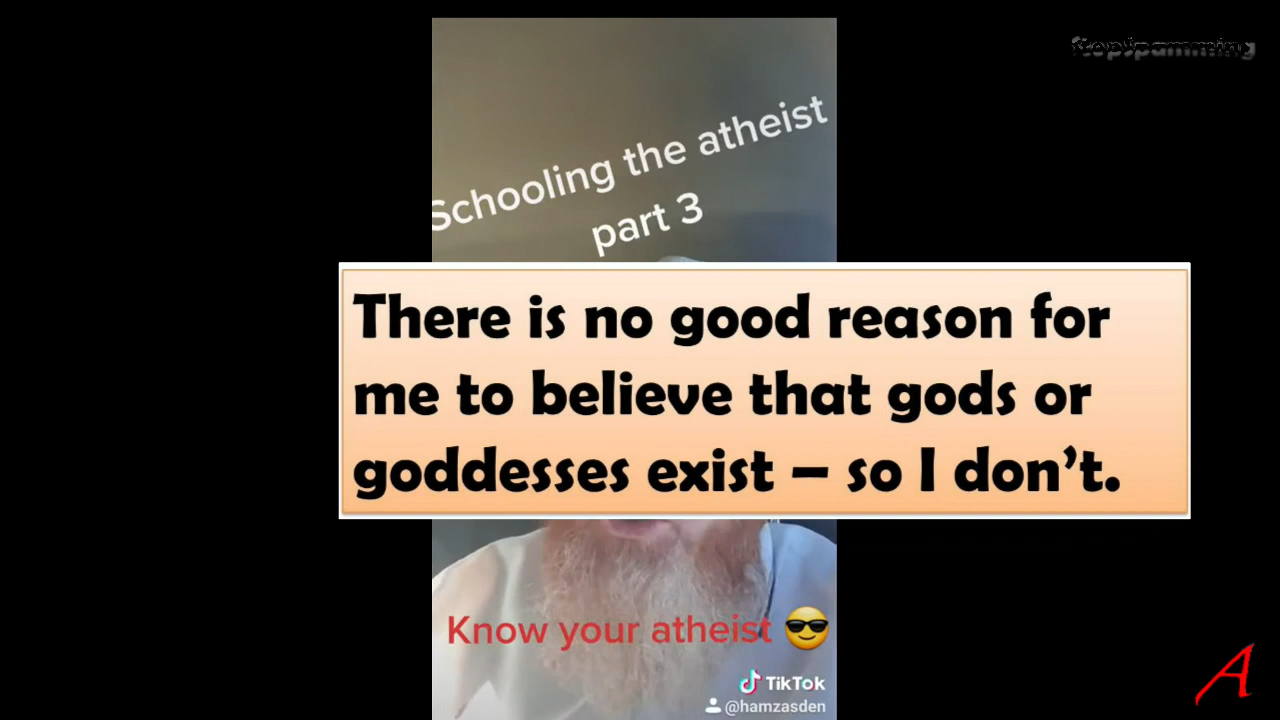 StopSpamming
Schooling the atheist
part 3
There is no good reason for
me to believe that gods or
goddesses exist – so I don’t.
Know your atheist 😎
TikTok
@hamzasden
A